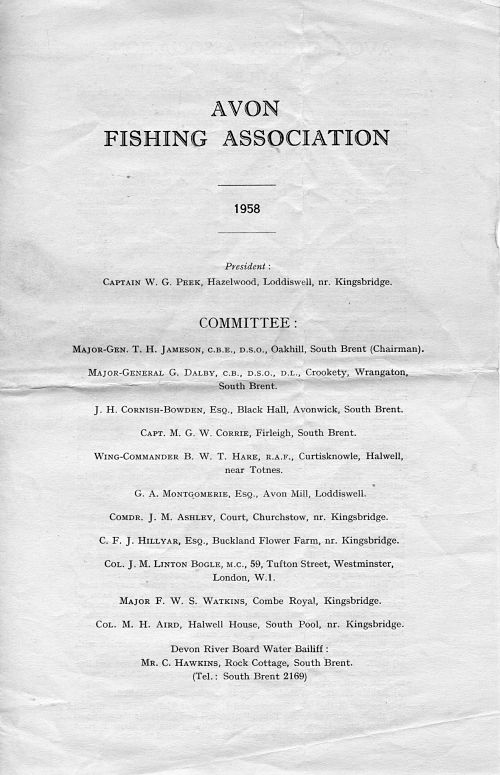 AVON
FISHING ASSOCIATION
1958
President :
CAPTAIN W. G. PEEK, Hazelwood, Loddiswell, nr. Kingsbridge.
COMMITTEE :
MAJOR-GEN. T. H. JAMESON, C.B.E., D.S.O., Oakhill, South Brent (Chairman).
MAJOR-GENERAL G. DALBY, C.B., D.S.O., D.L., Crookety, Wrangaton,
South Brent.
J. H. CORNISH-BOWDEN, ESQ., Black Hall, Avonwick, South Brent.
CAPT. M. G. W. CORRIE, Firleigh, South Brent.
WING-COMMANDER B. W. T. HARE, R.A.F., Curtisknowle, Halwell,
near Totnes.
G. A. MONTGOMERIE, ESQ., Avon Mill, Loddiswell.
COMDR. J. M. ASHLEY, Court, Churchstow, nr. Kingsbridge.
C. F. J. HILLYAR, ESQ., Buckland Flower Farm, nr. Kingsbridge.
COL. J. M. LINTON BOGLE, M.C., 59, Tufton Street, Westminster,
London, W.1.
MAJOR F. W. S. WATKINS, Combe Royal, Kingsbridge.
COL. M. H. AIRD, Halwell House, South Pool, nr. Kingsbridge.
Devon River Board Water Bailiff :
MR. C. HAWKINS, Rock Cottage, South Brent.
(Tel. : South Brent 2169)